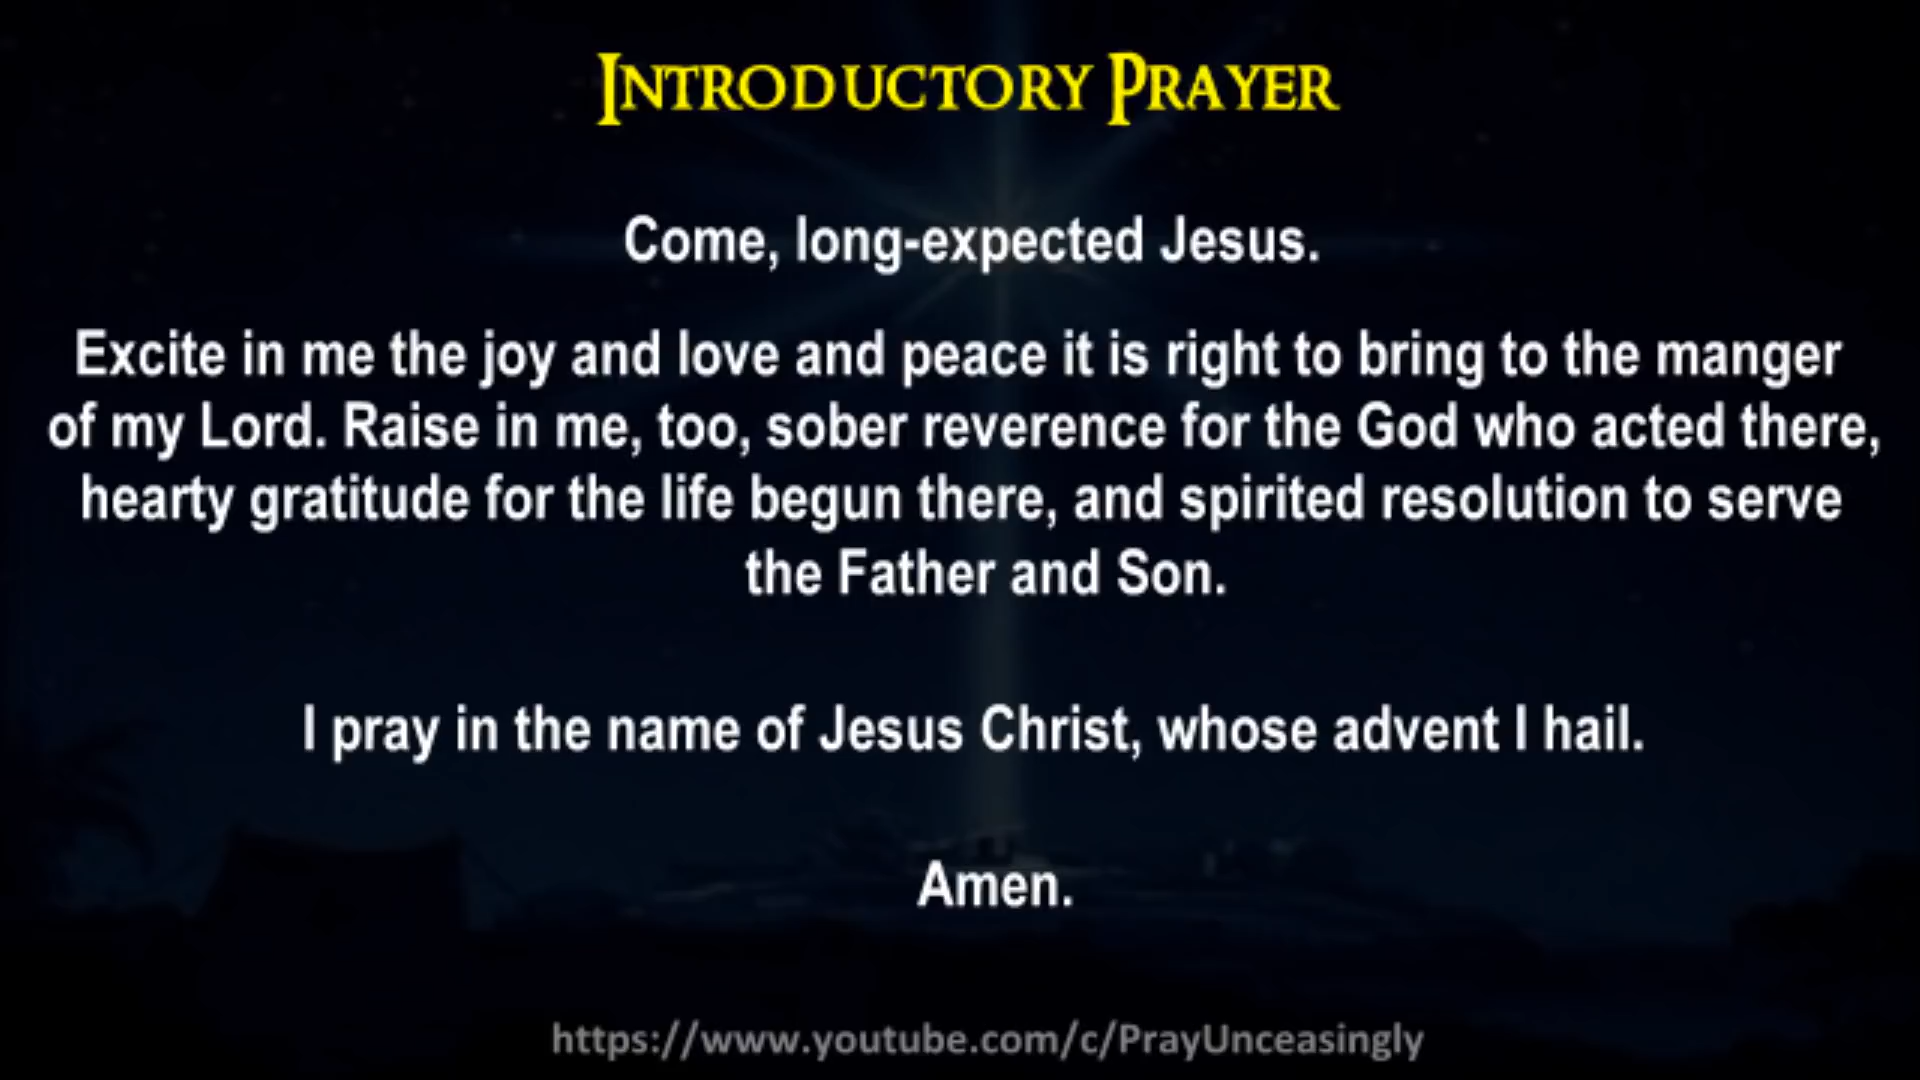 Introductory Prayer
Come, long-expected Jesus.
Excite in me the joy and love and peace it is right to bring to the manger
of my Lord. Raise in me, too, sober reverence for the God who acted there,
hearty gratitude for the life begun there, and spirited resolution to serve
the Father and Son.
I pray in the name of Jesus Christ, whose advent I hail.
Amen.
https://www.youtube.com/c/PrayUnceasingly